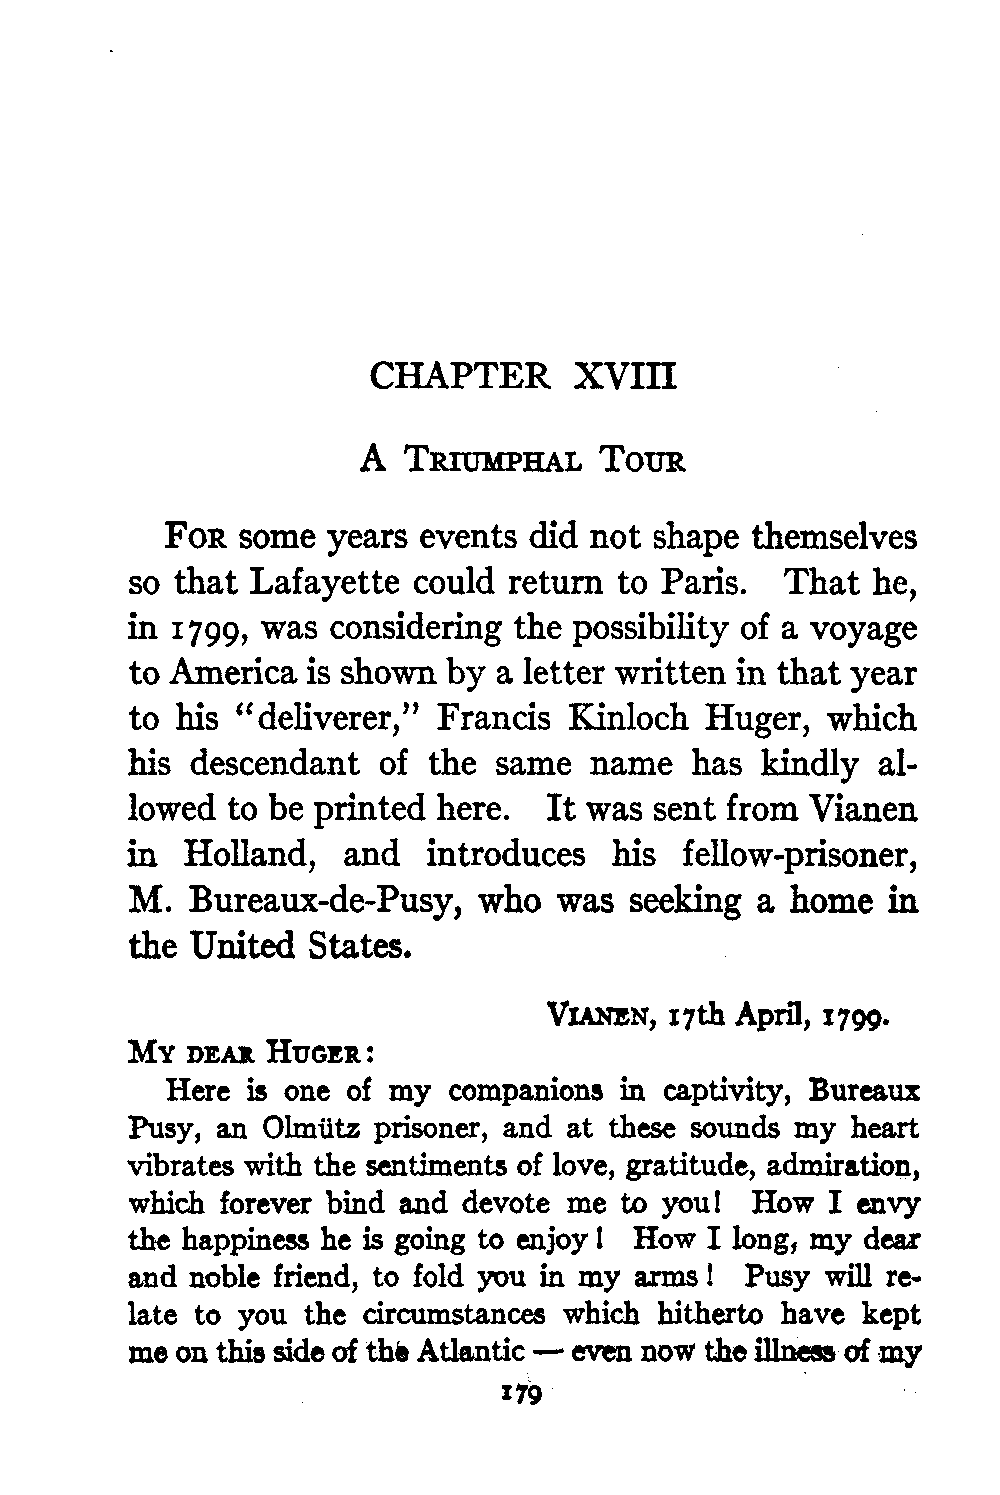 CHAPTER XVIII
A TRIUMPHAL TOUR
FOR some years events did not shape themselves
so that Lafayette could return to Paris. That he,
in 1799, was considering the possibility of a voyage
to America is shown by a letter written in that year
to his "deliverer," Francis Kinloch Huger, which
his descendant of the same name has kindly al-
lowed to be printed here. It was sent from Vianen
in Holland, and introduces his fellow-prisoner,
M. Bureaux-de-Pusy, who was seeking a home in
the United States.
VIANEN, 17th April, 1799.
MY DEAR HUGER:
Here is one of my companions in captivity, Bureaux
Pusy, an Olmütz prisoner, and at these sounds my heart
vibrates with the sentiments of love, gratitude, admiration,
which forever bind and devote me to you! How I envy
the happiness he is going to enjoy! How I long, my dear
and noble friend, to fold you in my arms! Pusy will re-
late to you the circumstances which hitherto have kept
me on this side of the Atlantic — even now the illness of my
179